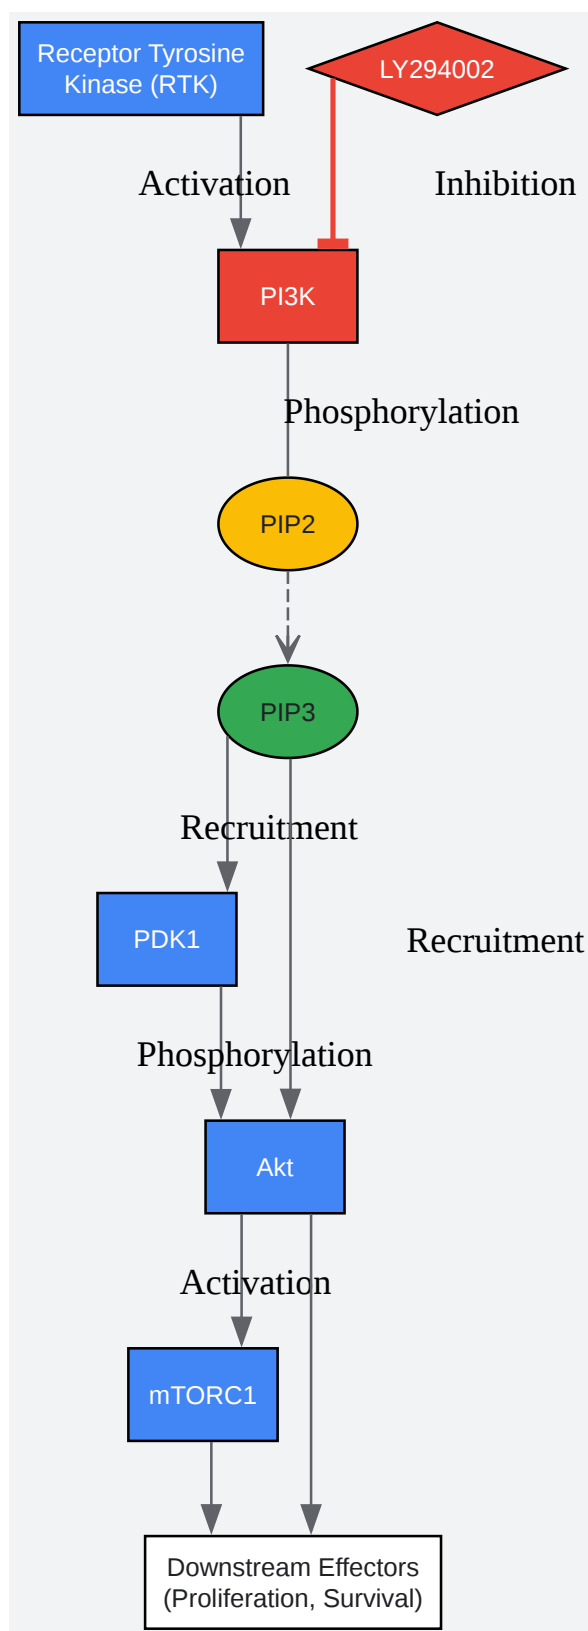 Receptor Tyrosine
Kinase (RTK)
LY294002
Activation
Inhibition
PI3K
Phosphorylation
PIP2
PIP3
Recruitment
PDK1
Recruitment
Phosphorylation
Akt
Activation
mTORC1
Downstream Effectors
(Proliferation, Survival)